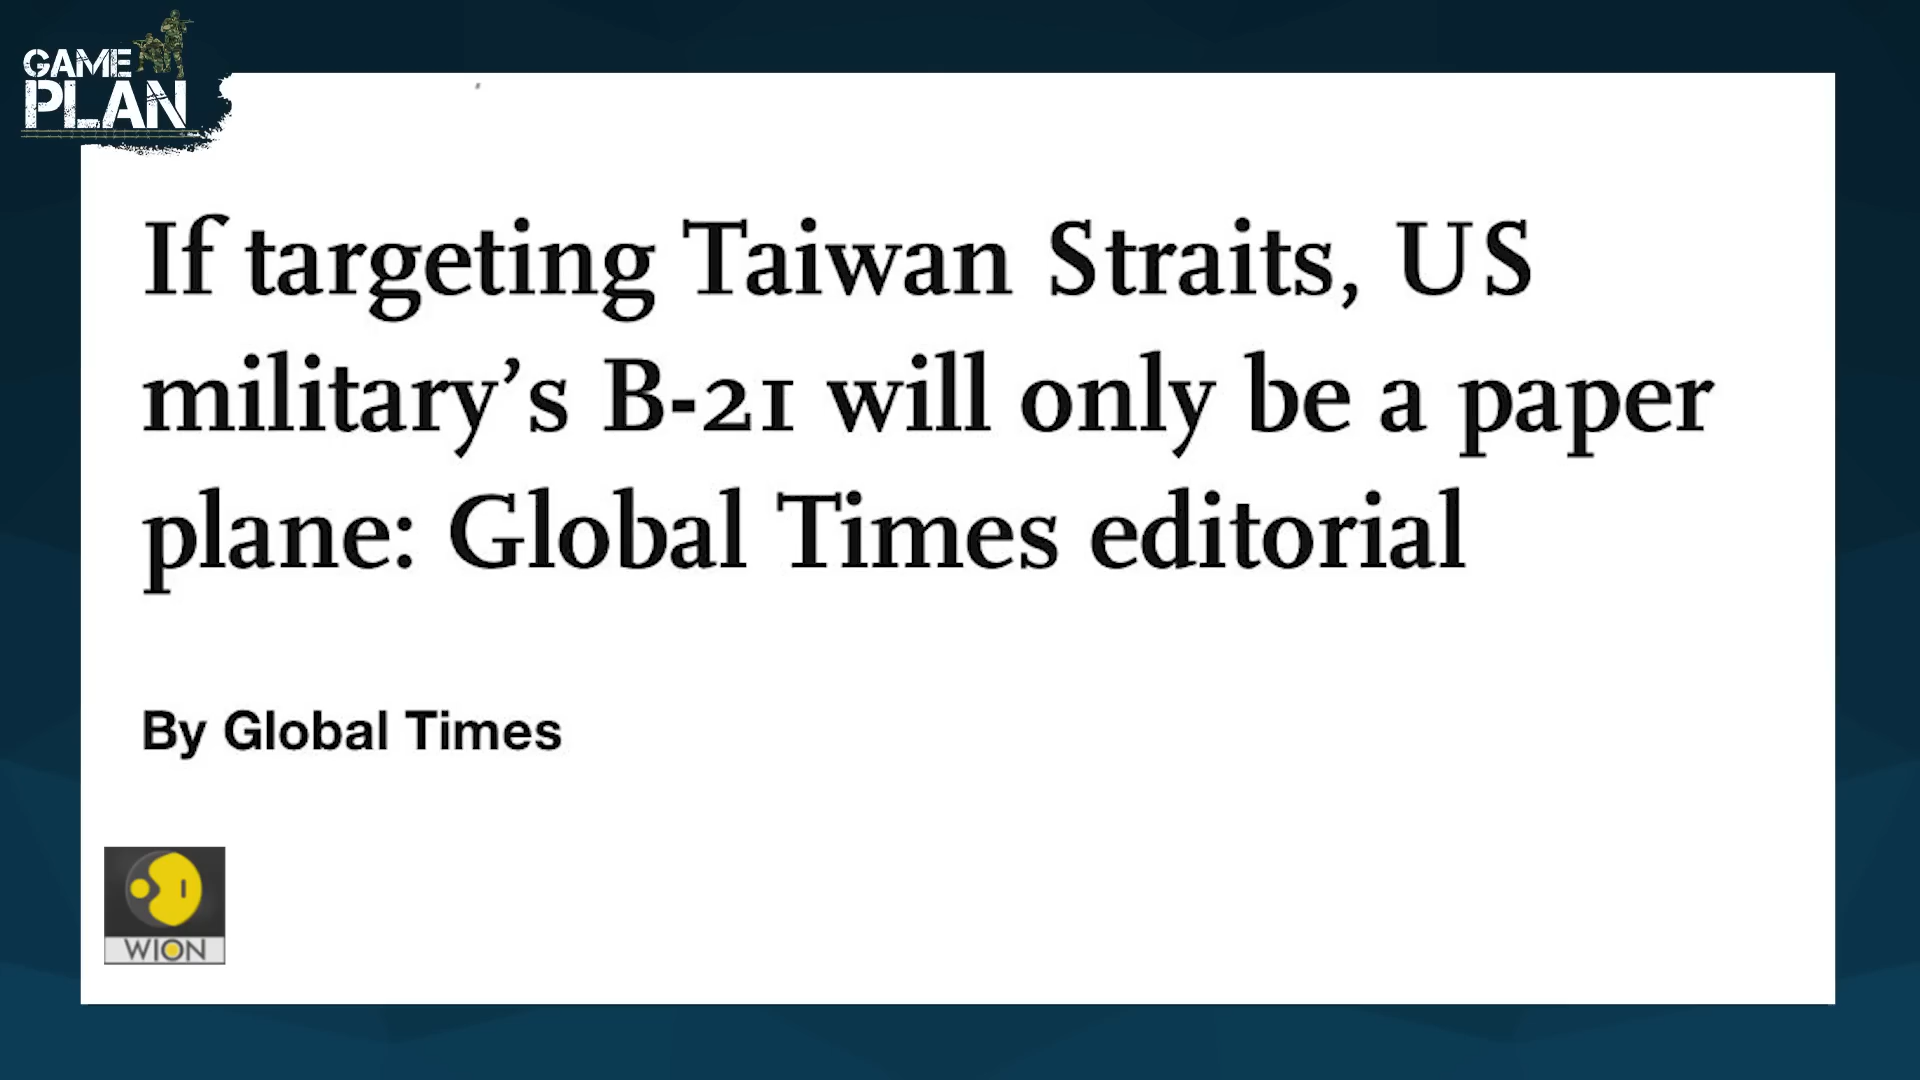 GAME
PLAN
If targeting Taiwan Straits, US
military’s B-21 will only be a paper
plane: Global Times editorial
By Global Times
WION